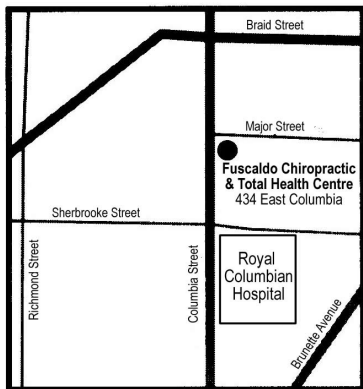 Braid Street
Major Street
Fuscaldo Chiropractic
& Total Health Centre
434 East Columbia
Sherbrooke Street
Richmond Street
Columbia Street
Royal
Columbian
Hospital
Brunette Avenue